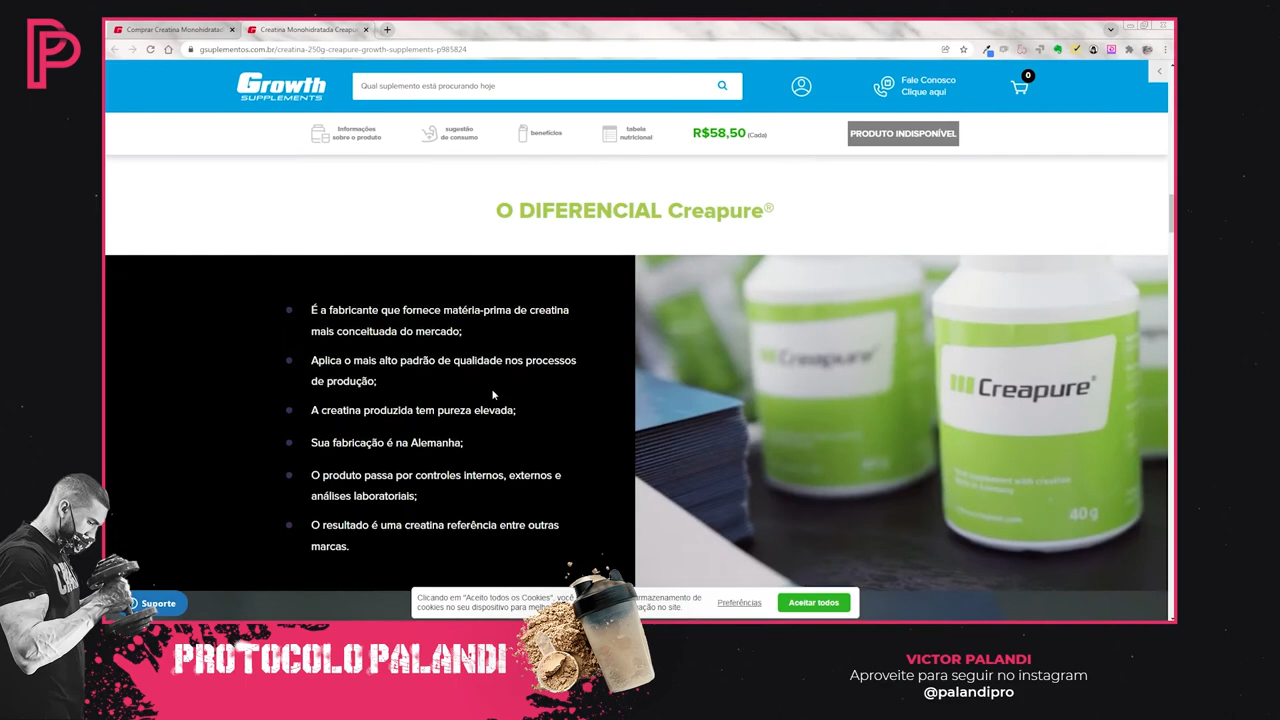 Comprar Creatina Monohidratad
Creatina Monohidratada Creapu
gsuplementos.com.br/creatina-250g-creapure-growth-supplements-p985824
Growth
SUPPLEMENTS
Qual suplemento está procurando hoje
Fale Conosco
Clique aqui
0
Informações
sobre o produto
sugestão
de consumo
benefícios
tabela
nutricional
R$58,50 (Cada)
PRODUTO INDISPONÍVEL
O DIFERENCIAL Creapure®
É a fabricante que fornece matéria-prima de creatina
mais conceituada do mercado;
Aplica o mais alto padrão de qualidade nos processos
de produção;
A creatina produzida tem pureza elevada;
Sua fabricação é na Alemanha;
O produto passa por controles internos, externos e
análises laboratoriais;
O resultado é uma creatina referência entre outras
marcas.
Creapure
Creapure®
40g
Suporte
Clicando em "Aceito todos os Cookies", você
armazenamento de
cookies no seu dispositivo para
no site.
Preferências
Aceitar todos
PROTOCOLO PALANDI
VICTOR PALANDI
Aproveite para seguir no instagram
@palandipro